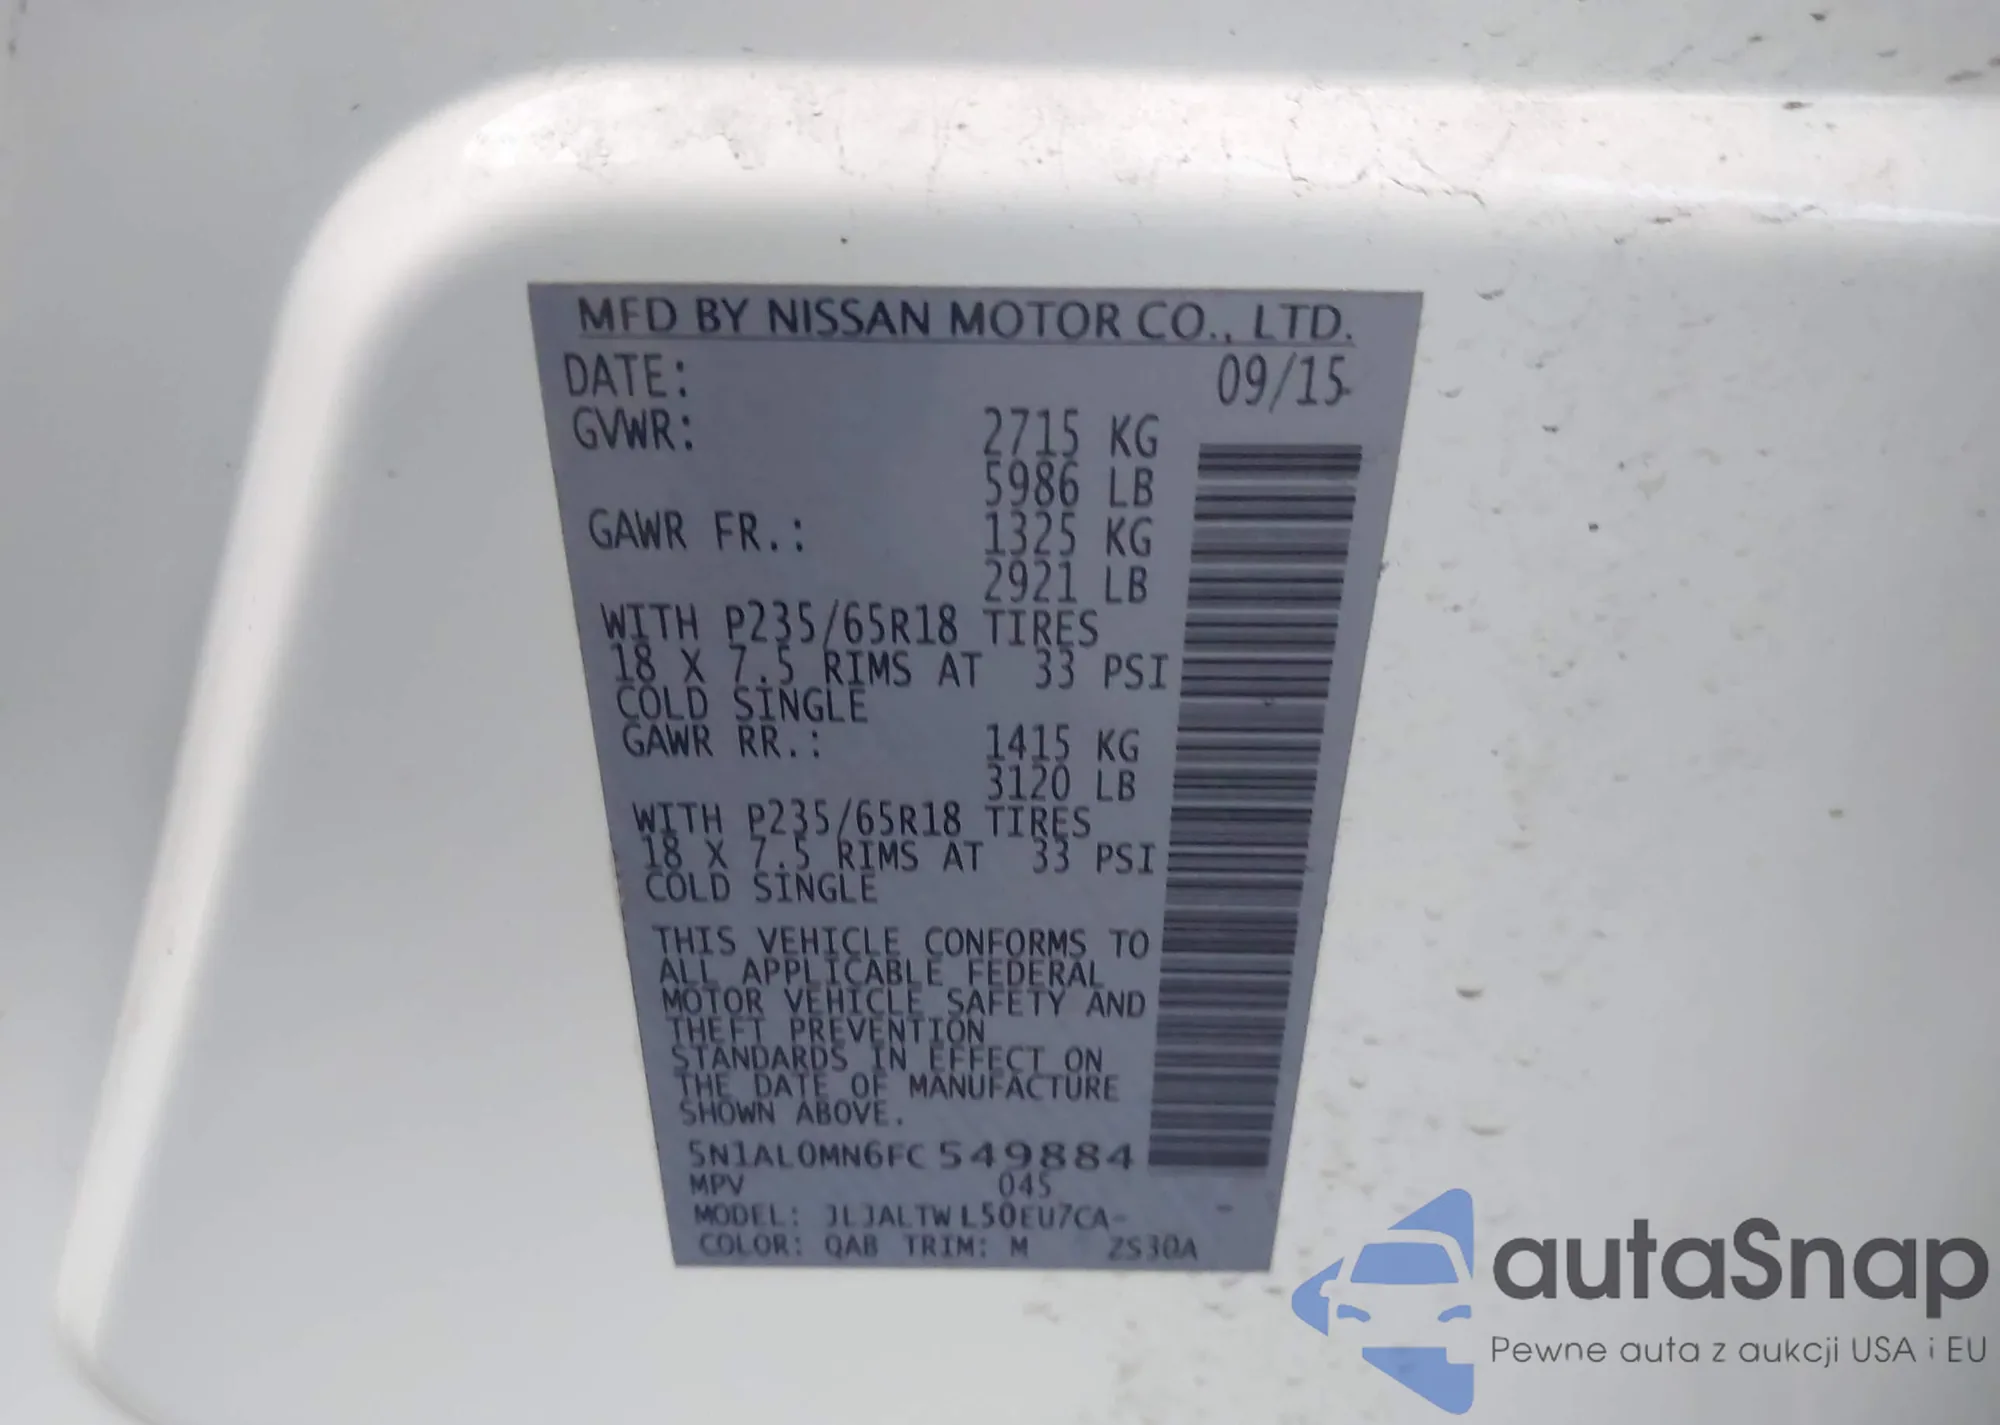 MFD BY NISSAN MOTOR CO., LTD.
DATE: 09/15
GVWR: 2715 KG
5986 LB
GAWR FR.: 1325 KG
2921 LB
WITH P235/65R18 TIRES
18 X 7.5 RIMS AT 33 PSI
COLD SINGLE
GAWR RR.: 1415 KG
3120 LB
WITH P235/65R18 TIRES
18 X 7.5 RIMS AT 33 PSI
COLD SINGLE
THIS VEHICLE CONFORMS TO
ALL APPLICABLE FEDERAL
MOTOR VEHICLE SAFETY AND
THEFT PREVENTION
STANDARDS IN EFFECT ON
THE DATE OF MANUFACTURE
SHOWN ABOVE.
5N1AL0MN6FC549884
MPV 045
MODEL: JLJALTWL50EU7CA- -
COLOR: QAB TRIM: M ZS30A
autaSnap
Pewne auta z aukcji USA i EU